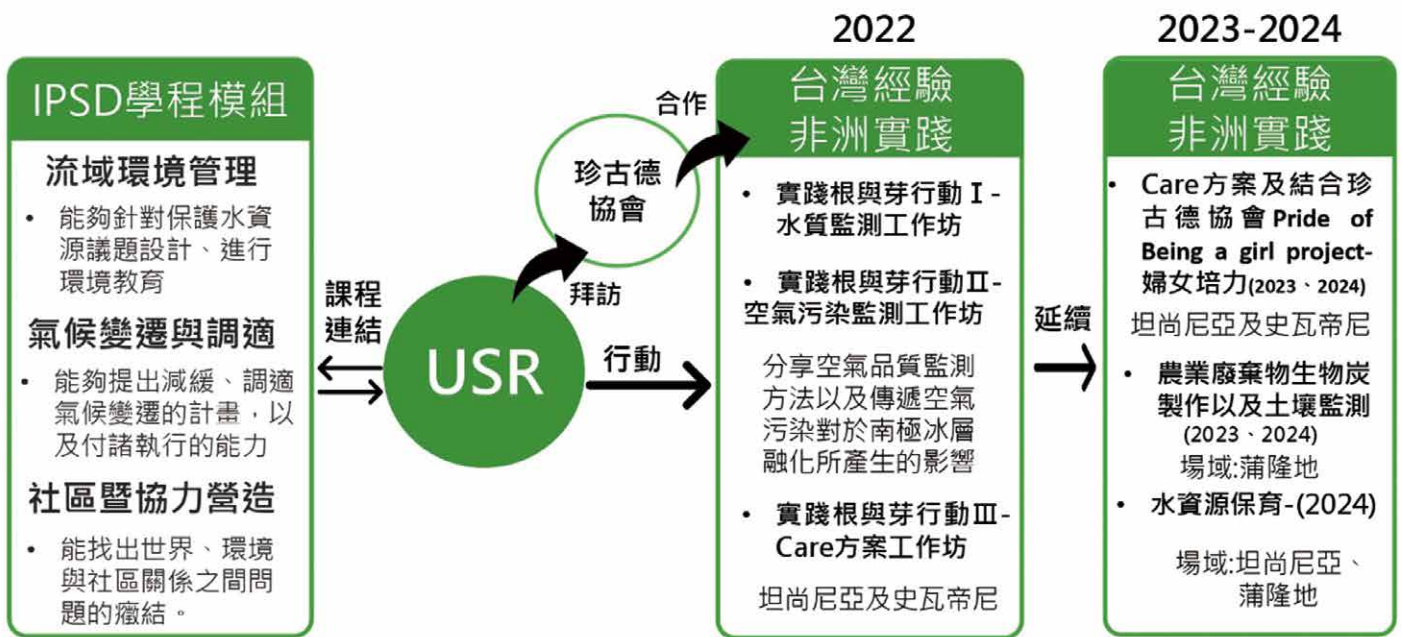 IPSD學程模組
流域環境管理
• 能夠針對保護水資
源議題設計、進行
環境教育
氣候變遷與調適
• 能夠提出減緩、調適
氣候變遷的計畫，以
及付諸執行的能力
社區暨協力營造
• 能找出世界、環境
與社區關係之間問
題的癥結。
課程
連結
USR
拜訪
珍古德
協會
合作
行動
2022
台灣經驗
非洲實踐
• 實踐根與芽行動Ⅰ-
水質監測工作坊
• 實踐根與芽行動Ⅱ-
空氣污染監測工作坊
分享空氣品質監測
方法以及傳遞空氣
污染對於南極冰層
融化所產生的影響
• 實踐根與芽行動Ⅲ-
Care方案工作坊
坦尚尼亞及史瓦帝尼
延續
2023-2024
台灣經驗
非洲實踐
• Care方案及結合珍
古德協會Pride of
Being a girl project-
婦女培力(2023、2024)
坦尚尼亞及史瓦帝尼
• 農業廢棄物生物炭
製作以及土壤監測
(2023、2024)
場域:蒲隆地
• 水資源保育-(2024)
場域:坦尚尼亞、
蒲隆地